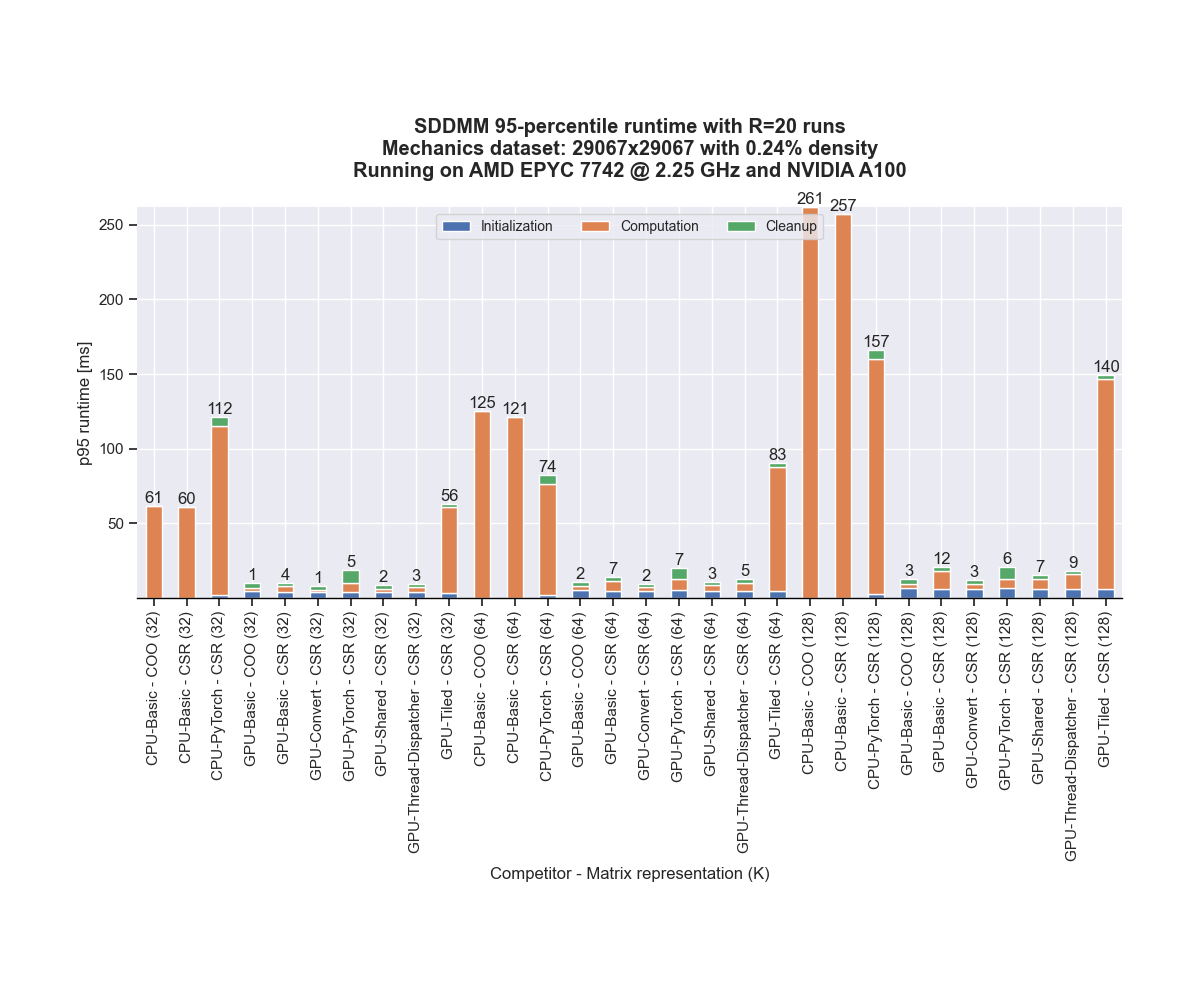 SDDMM 95-percentile runtime with R=20 runs
Mechanics dataset: 29067x29067 with 0.24% density
Running on AMD EPYC 7742 @ 2.25 GHz and NVIDIA A100
Initialization
Computation
Cleanup
p95 runtime [ms]
250
200
150
100
50
61
60
112
1
4
1
5
2
3
56
125
121
74
2
7
2
7
3
5
83
261
257
157
3
12
3
6
7
9
140
CPU-Basic - COO (32)
CPU-Basic - CSR (32)
CPU-PyTorch - CSR (32)
GPU-Basic - COO (32)
GPU-Basic - CSR (32)
GPU-Convert - CSR (32)
GPU-PyTorch - CSR (32)
GPU-Shared - CSR (32)
GPU-Thread-Dispatcher - CSR (32)
GPU-Tiled - CSR (32)
CPU-Basic - COO (64)
CPU-Basic - CSR (64)
CPU-PyTorch - CSR (64)
GPU-Basic - COO (64)
GPU-Basic - CSR (64)
GPU-Convert - CSR (64)
GPU-PyTorch - CSR (64)
GPU-Shared - CSR (64)
GPU-Thread-Dispatcher - CSR (64)
GPU-Tiled - CSR (64)
CPU-Basic - COO (128)
CPU-Basic - CSR (128)
CPU-PyTorch - CSR (128)
GPU-Basic - COO (128)
GPU-Basic - CSR (128)
GPU-Convert - CSR (128)
GPU-PyTorch - CSR (128)
GPU-Shared - CSR (128)
GPU-Thread-Dispatcher - CSR (128)
GPU-Tiled - CSR (128)
Competitor - Matrix representation (K)